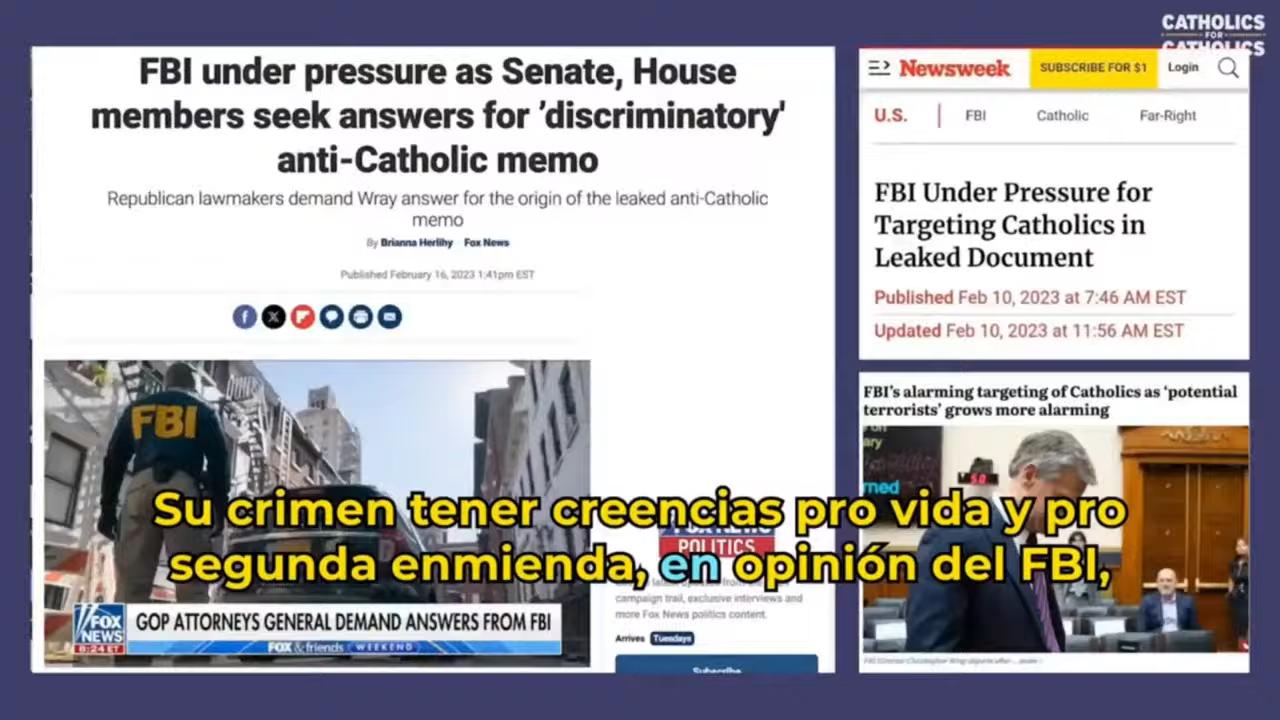 CATHOLICS
FOR
CATHOLICS
FBI under pressure as Senate, House
members seek answers for 'discriminatory'
anti-Catholic memo
Republican lawmakers demand Wray answer for the origin of the leaked anti-Catholic
memo
By Brianna Herlihy Fox News
Published February 16, 2023 1:41pm EST
FBI
FOX
NEWS
8:24 ET
GOP ATTORNEYS GENERAL DEMAND ANSWERS FROM FBI
FOX & friends WEEKEND
POLITICS
campaign trail, exclusive interviews and
more Fox News politics content.
Arrives Tuesdays
Subscribe
Newsweek
SUBSCRIBE FOR $1
Login
U.S.
FBI
Catholic
Far-Right
FBI Under Pressure for
Targeting Catholics in
Leaked Document
Published Feb 10, 2023 at 7:46 AM EST
Updated Feb 10, 2023 at 11:56 AM EST
FBI's alarming targeting of Catholics as 'potential
terrorists' grows more alarming
Su crimen tener creencias pro vida y pro
segunda enmienda, en opinión del FBI,